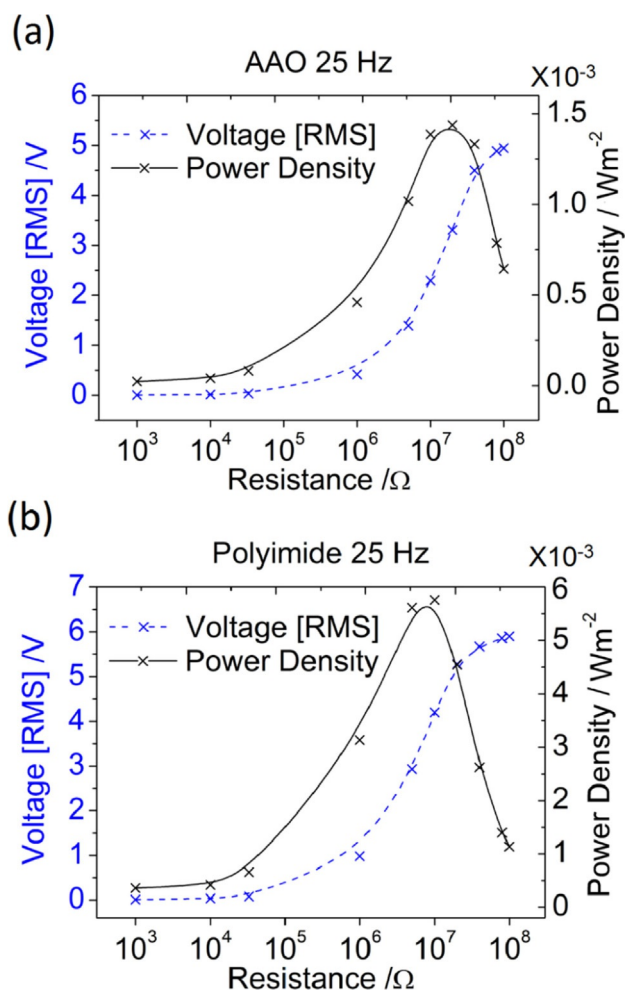 (a)
AAO 25 Hz
X10⁻³
6
5
4
3
2
1
0
Voltage [RMS] /V
Voltage [RMS]
Power Density
1.5
1.0
0.5
0.0
Power Density / Wm⁻²
10³ 10⁴ 10⁵ 10⁶ 10⁷ 10⁸
Resistance /Ω
(b)
Polyimide 25 Hz
X10⁻³
7
6
5
4
3
2
1
0
Voltage [RMS] /V
Voltage [RMS]
Power Density
6
5
4
3
2
1
0
Power Density / Wm⁻²
10³ 10⁴ 10⁵ 10⁶ 10⁷ 10⁸
Resistance /Ω